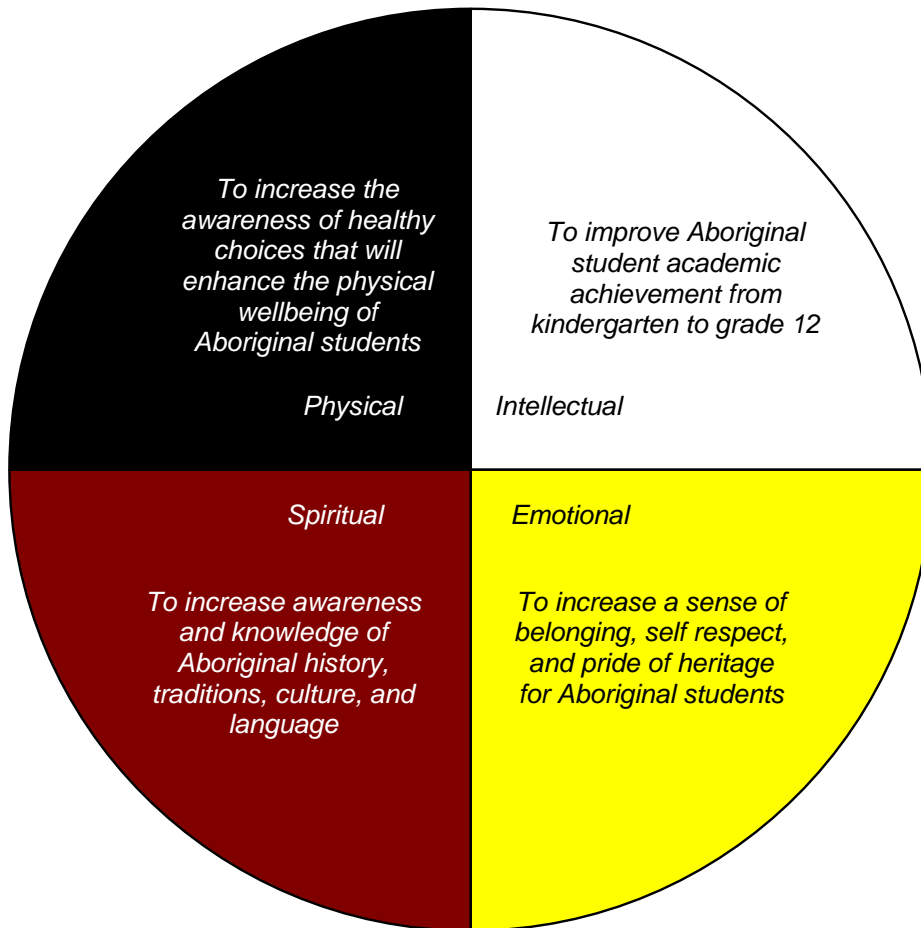 To increase the
awareness of healthy
choices that will
enhance the physical
wellbeing of
Aboriginal students
Physical
To improve Aboriginal
student academic
achievement from
kindergarten to grade 12
Intellectual
Spiritual
To increase awareness
and knowledge of
Aboriginal history,
traditions, culture, and
language
Emotional
To increase a sense of
belonging, self respect,
and pride of heritage
for Aboriginal students